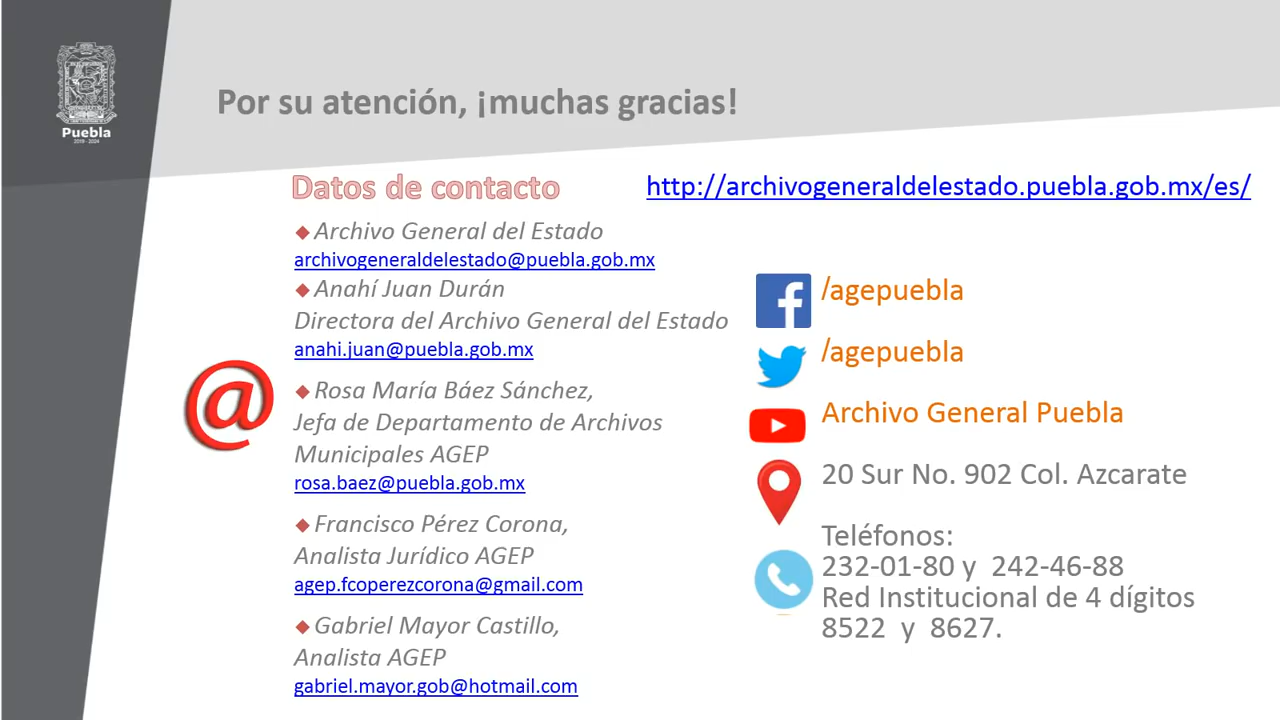 Puebla
2019 - 2024
Por su atención, ¡muchas gracias!
Datos de contacto
Archivo General del Estado
archivogeneraldelestado@puebla.gob.mx
Anahí Juan Durán
Directora del Archivo General del Estado
anahi.juan@puebla.gob.mx
@
Rosa María Báez Sánchez,
Jefa de Departamento de Archivos
Municipales AGEP
rosa.baez@puebla.gob.mx
Francisco Pérez Corona,
Analista Jurídico AGEP
agep.fcoperezcorona@gmail.com
Gabriel Mayor Castillo,
Analista AGEP
gabriel.mayor.gob@hotmail.com
http://archivogeneraldelestado.puebla.gob.mx/es/
/agepuebla
/agepuebla
Archivo General Puebla
20 Sur No. 902 Col. Azcarate
Teléfonos:
232-01-80 y 242-46-88
Red Institucional de 4 dígitos
8522 y 8627.